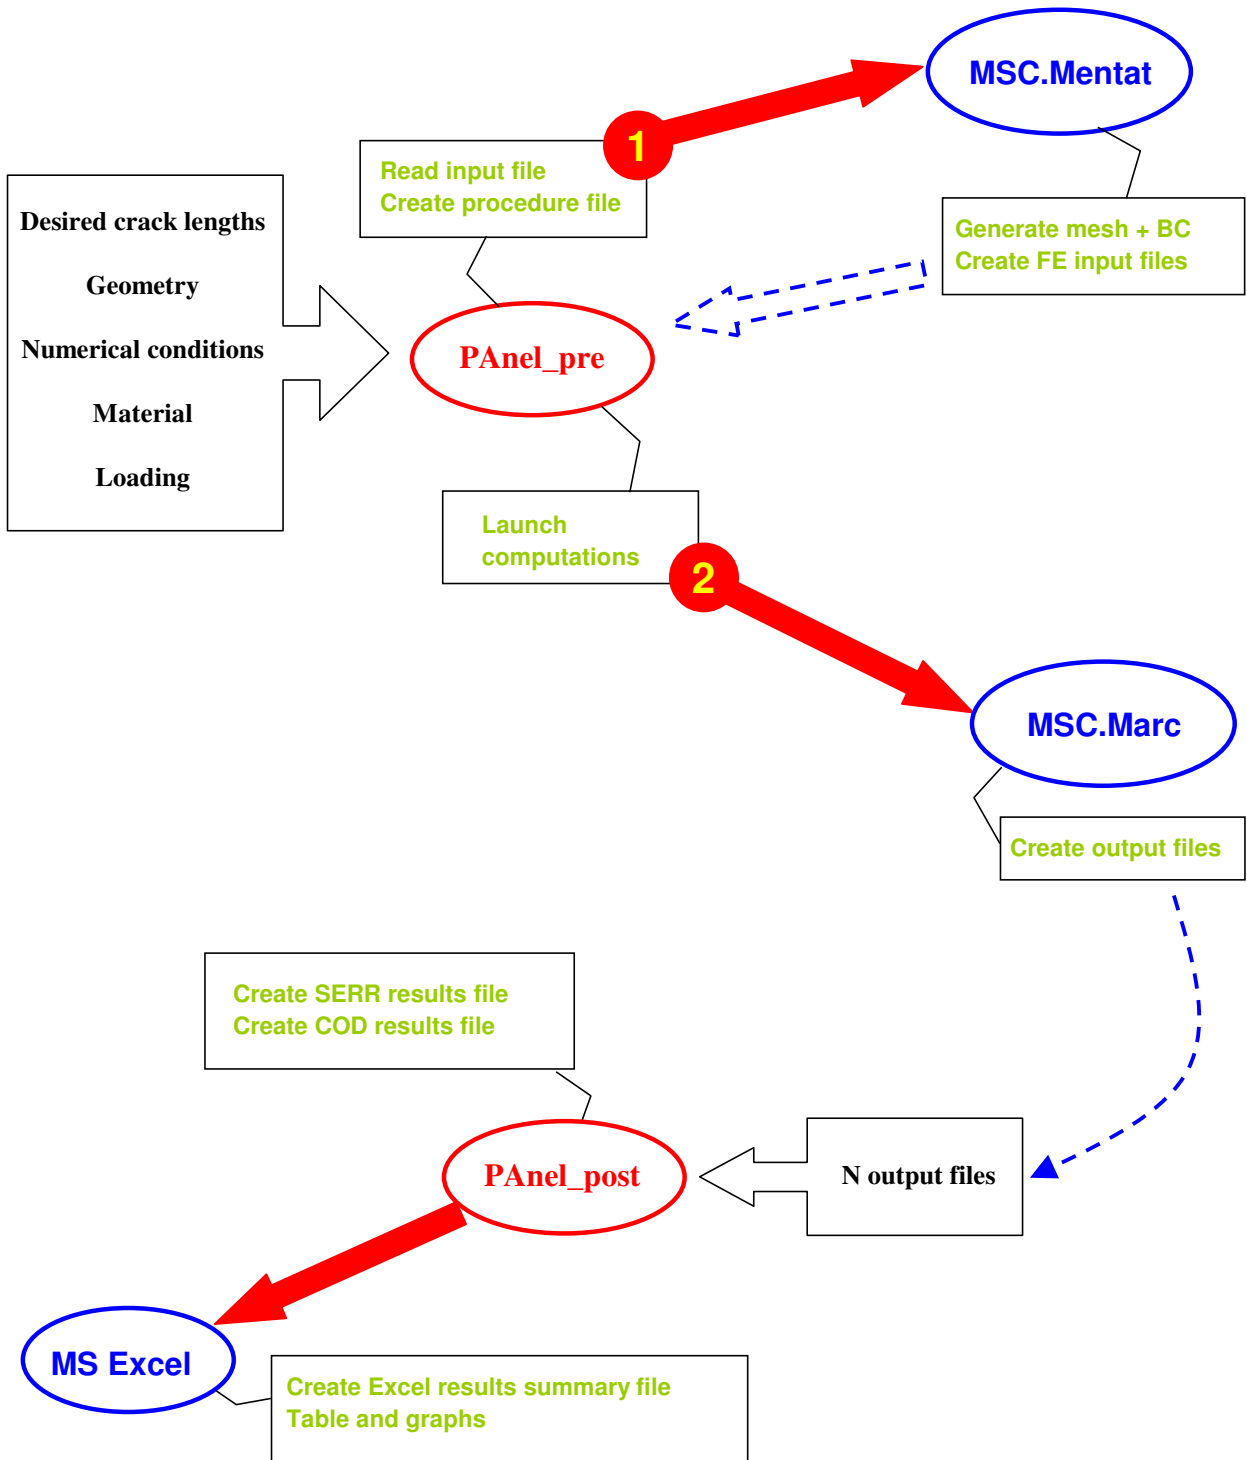 MSC.Mentat
1
Read input file
Create procedure file
Desired crack lengths
Geometry
Numerical conditions
Material
Loading
Generate mesh + BC
Create FE input files
PAnel_pre
Launch
computations
2
MSC.Marc
Create output files
Create SERR results file
Create COD results file
PAnel_post
N output files
MS Excel
Create Excel results summary file
Table and graphs